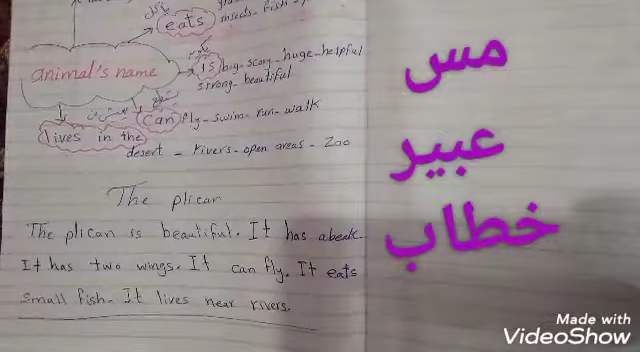 eats insects - fish -
animal's name
is big - scary - huge - helpful
strong - beautiful
can fly - swim - run - walk
lives in the
desert - rivers - open areas - Zoo
The plican
The plican is beautiful. It has a beak.
It has two wings. It can fly. It eats
small fish. It lives near rivers.
مس
عبير
خطاب
Made with
VideoShow